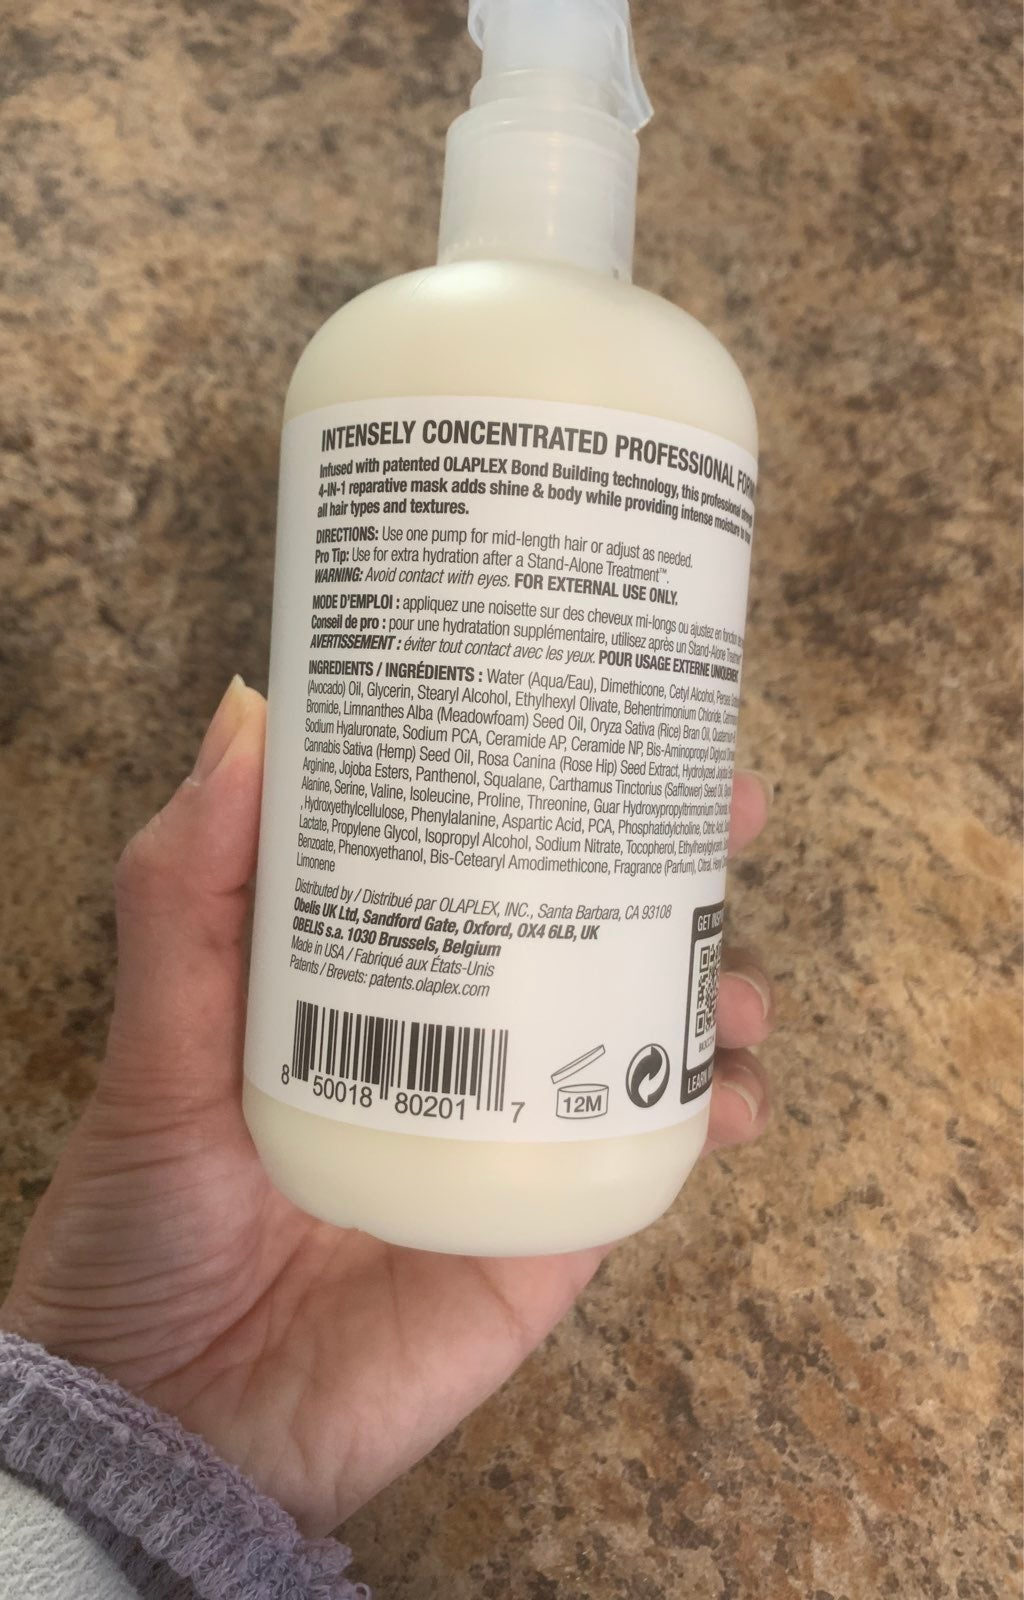 INTENSELY CONCENTRATED PROFESSIONAL
Infused with patented OLAPLEX Bond Building technology, this professional
4-IN-1 reparative mask adds shine & body while providing intense moisture to
all hair types and textures.
DIRECTIONS: Use one pump for mid-length hair or adjust as needed.
Pro Tip: Use for extra hydration after a Stand-Alone Treatment™.
WARNING: Avoid contact with eyes. FOR EXTERNAL USE ONLY.
MODE D'EMPLOI : appliquez une noisette sur des cheveux mi-longs ou ajustez en fonction
Conseil de pro : pour une hydratation supplémentaire, utilisez après un Stand-Alone
AVERTISSEMENT : éviter tout contact avec les yeux. POUR USAGE EXTERNE UNIQUEMENT
INGREDIENTS / INGRÉDIENTS : Water (Aqua/Eau), Dimethicone, Cetyl Alcohol,
(Avocado) Oil, Glycerin, Stearyl Alcohol, Ethylhexyl Olivate, Behentrimonium Chloride,
Bromide, Limnanthes Alba (Meadowfoam) Seed Oil, Oryza Sativa (Rice) Bran Oil,
Sodium Hyaluronate, Sodium PCA, Ceramide AP, Ceramide NP, Bis-Aminopropyl Diglycol
Cannabis Sativa (Hemp) Seed Oil, Rosa Canina (Rose Hip) Seed Extract, Hydrolyzed Jojoba
Arginine, Jojoba Esters, Panthenol, Squalane, Carthamus Tinctorius (Safflower) Seed Oil,
Alanine, Serine, Valine, Isoleucine, Proline, Threonine, Guar Hydroxypropyltrimonium Chloride,
, Hydroxyethylcellulose, Phenylalanine, Aspartic Acid, PCA, Phosphatidylcholine, Citric Acid,
Lactate, Propylene Glycol, Isopropyl Alcohol, Sodium Nitrate, Tocopherol, Ethylhexylglycerin,
Benzoate, Phenoxyethanol, Bis-Cetearyl Amodimethicone, Fragrance (Parfum), Citral,
Limonene
Distributed by / Distribué par OLAPLEX, INC., Santa Barbara, CA 93108
Obelis UK Ltd, Sandford Gate, Oxford, OX4 6LB, UK
OBELIS s.a. 1030 Brussels, Belgium
Made in USA / Fabriqué aux États-Unis
Patents / Brevets: patents.olaplex.com
GET
LEARN
8 50018 80201 7
12M